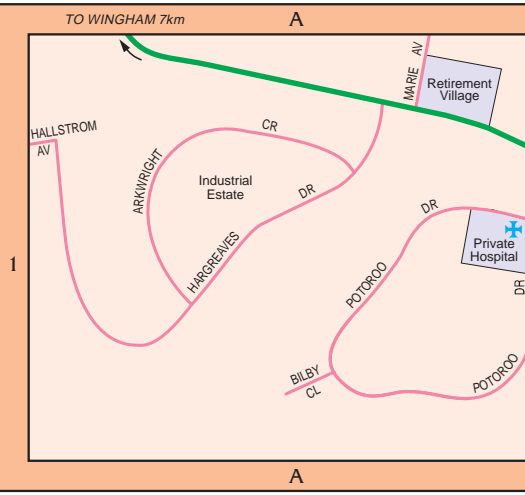 TO WINGHAM 7km
A
MARIE AV
Retirement
Village
HALLSTROM
AV
ARKWRIGHT
CR
Industrial
Estate
DR
HARGREAVES
DR
Private
Hospital
DR
1
POTOROO
BILBY
CL
POTOROO
A